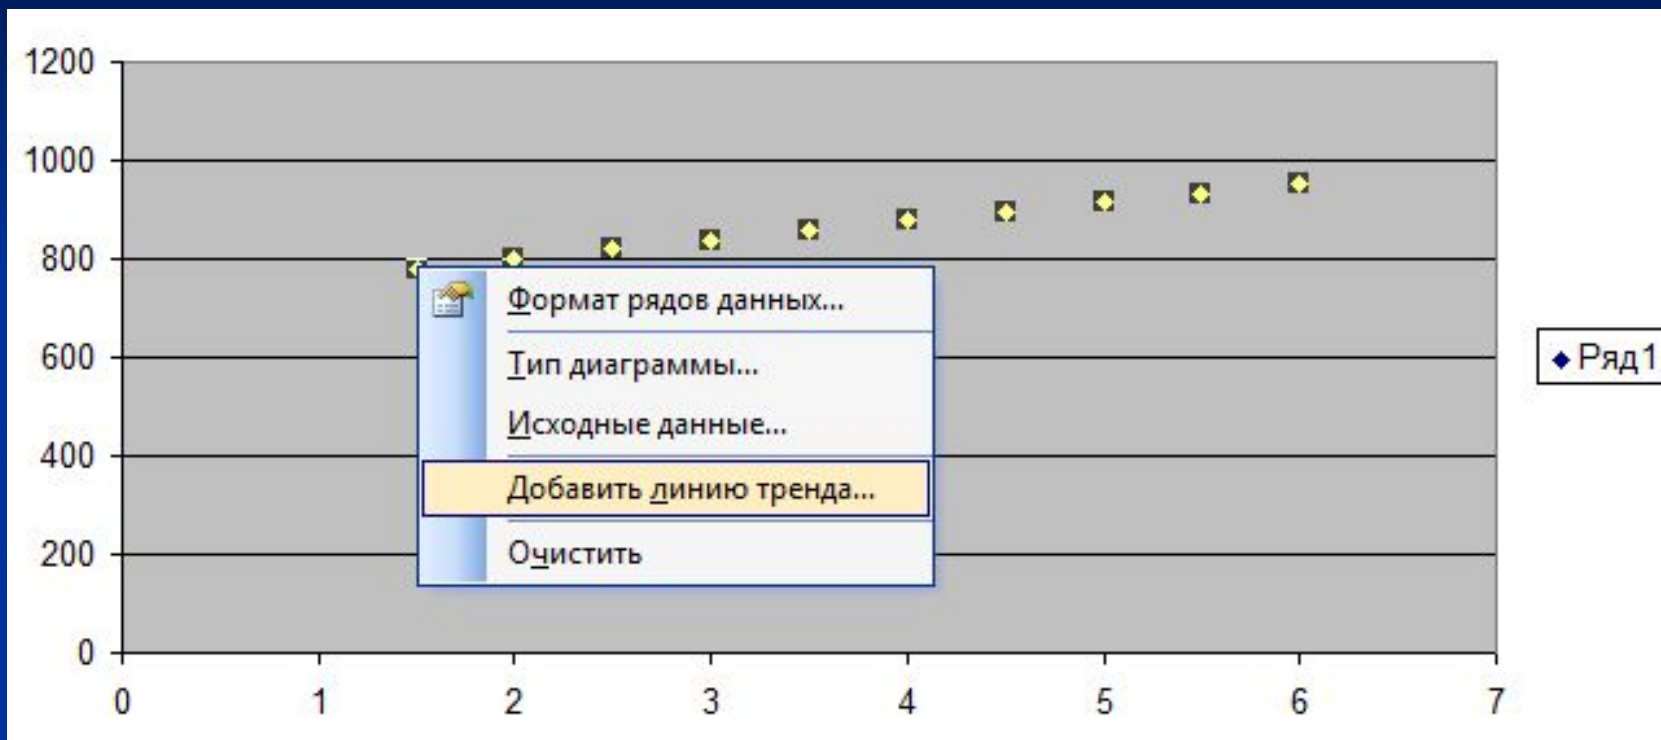 1200
1000
800
600
400
200
0
0 1 2 3 4 5 6 7
Формат рядов данных...
Тип диаграммы...
Исходные данные...
Добавить линию тренда...
Очистить
Ряд1